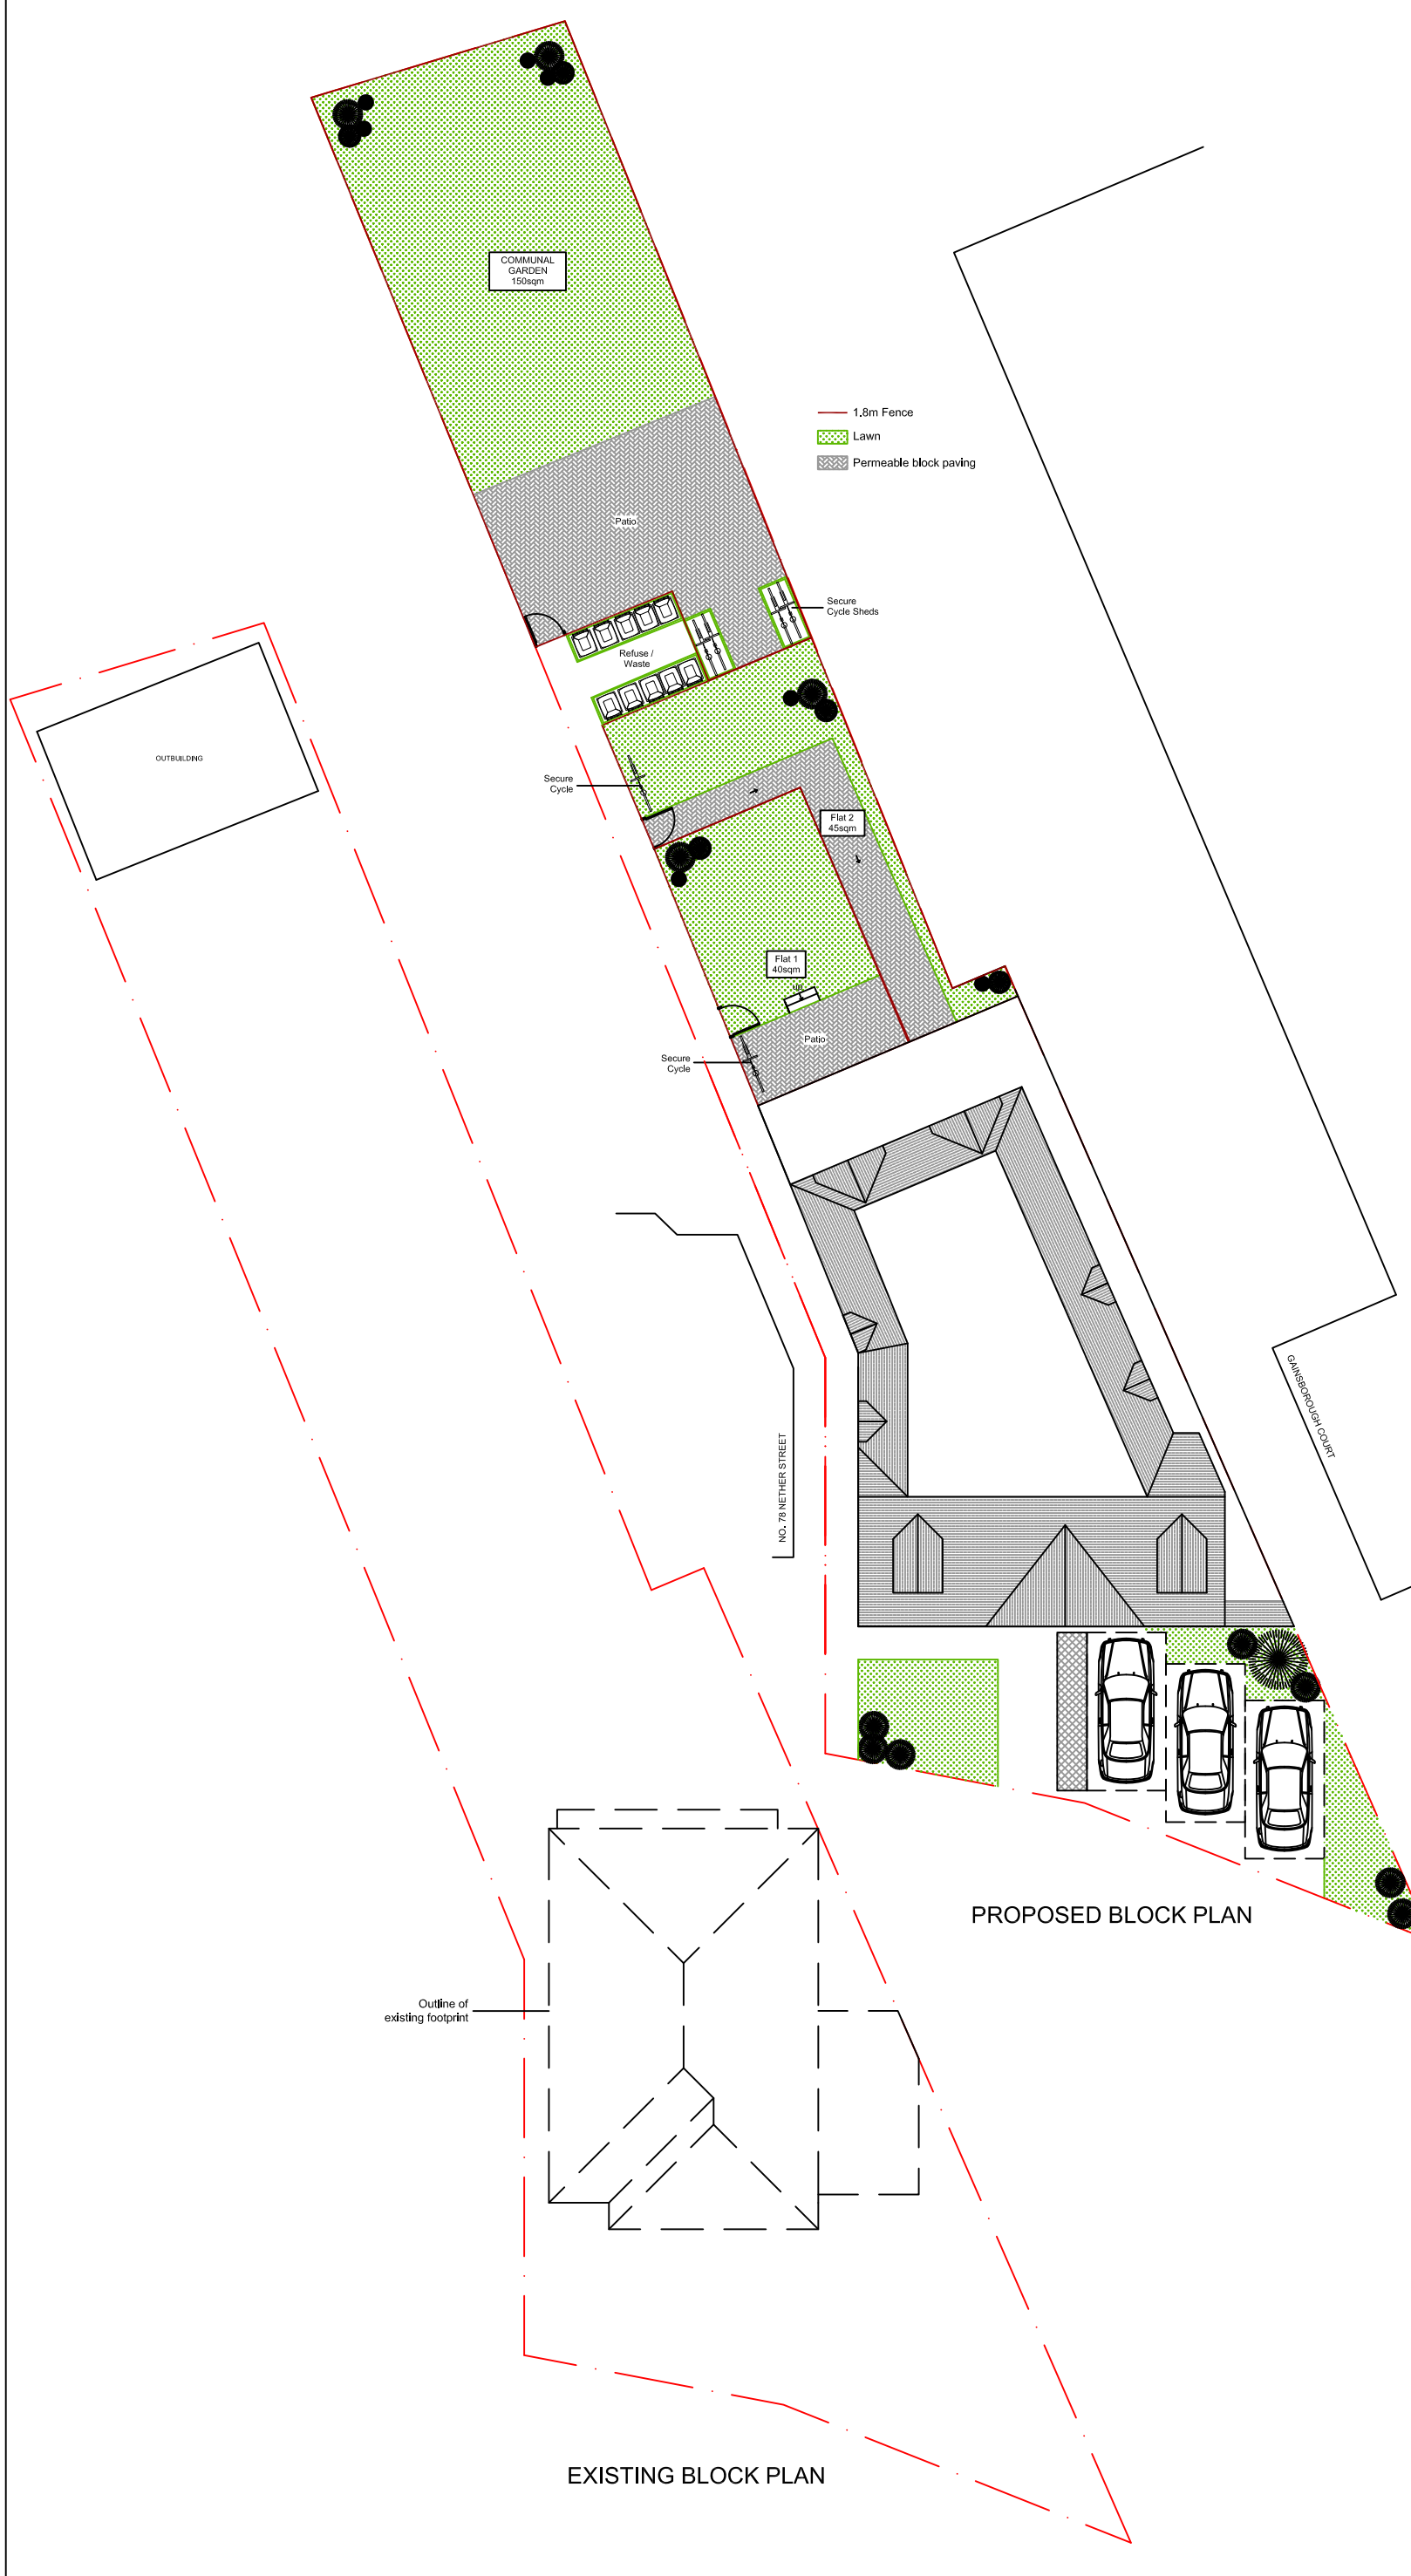 COMMUNAL
GARDEN
150sqm
1.8m Fence
Lawn
Permeable block paving
Patio
Secure
Cycle Sheds
Refuse /
Waste
OUTBUILDING
Secure
Cycle
Flat 2
45sqm
Flat 1
40sqm
up
Patio
Secure
Cycle
GAINSBOROUGH COURT
NO. 78 NETHER STREET
PROPOSED BLOCK PLAN
Outline of
existing footprint
EXISTING BLOCK PLAN